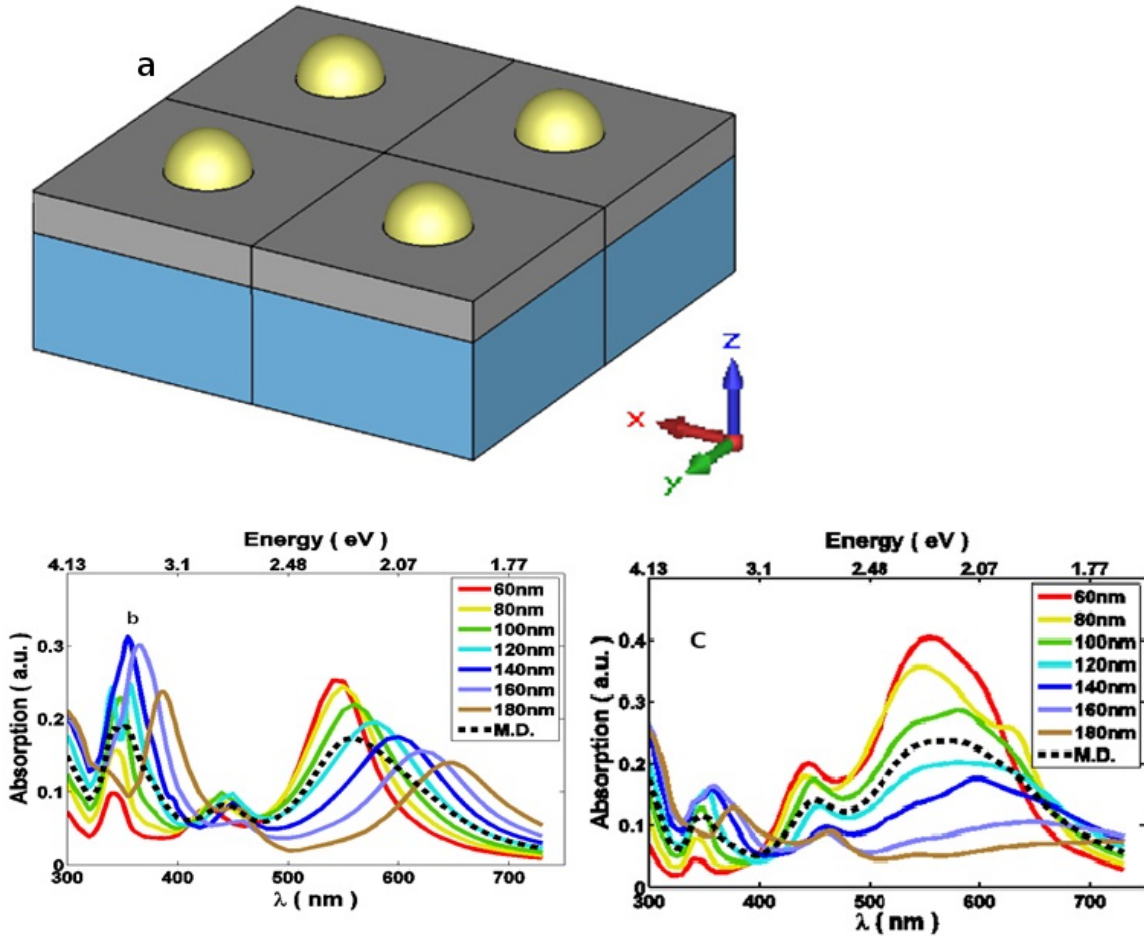 a
Z
X
Y
Energy ( eV )
4.13 3.1 2.48 2.07 1.77
b
60nm
80nm
100nm
120nm
140nm
160nm
180nm
M.D.
Absorption ( a.u. )
0.3
0.2
0.1
0
300 400 500 600 700
λ ( nm )
Energy ( eV )
4.13 3.1 2.48 2.07 1.77
C
60nm
80nm
100nm
120nm
140nm
160nm
180nm
M.D.
Absorption ( a.u. )
0.4
0.3
0.2
0.1
0
300 400 500 600 700
λ ( nm )